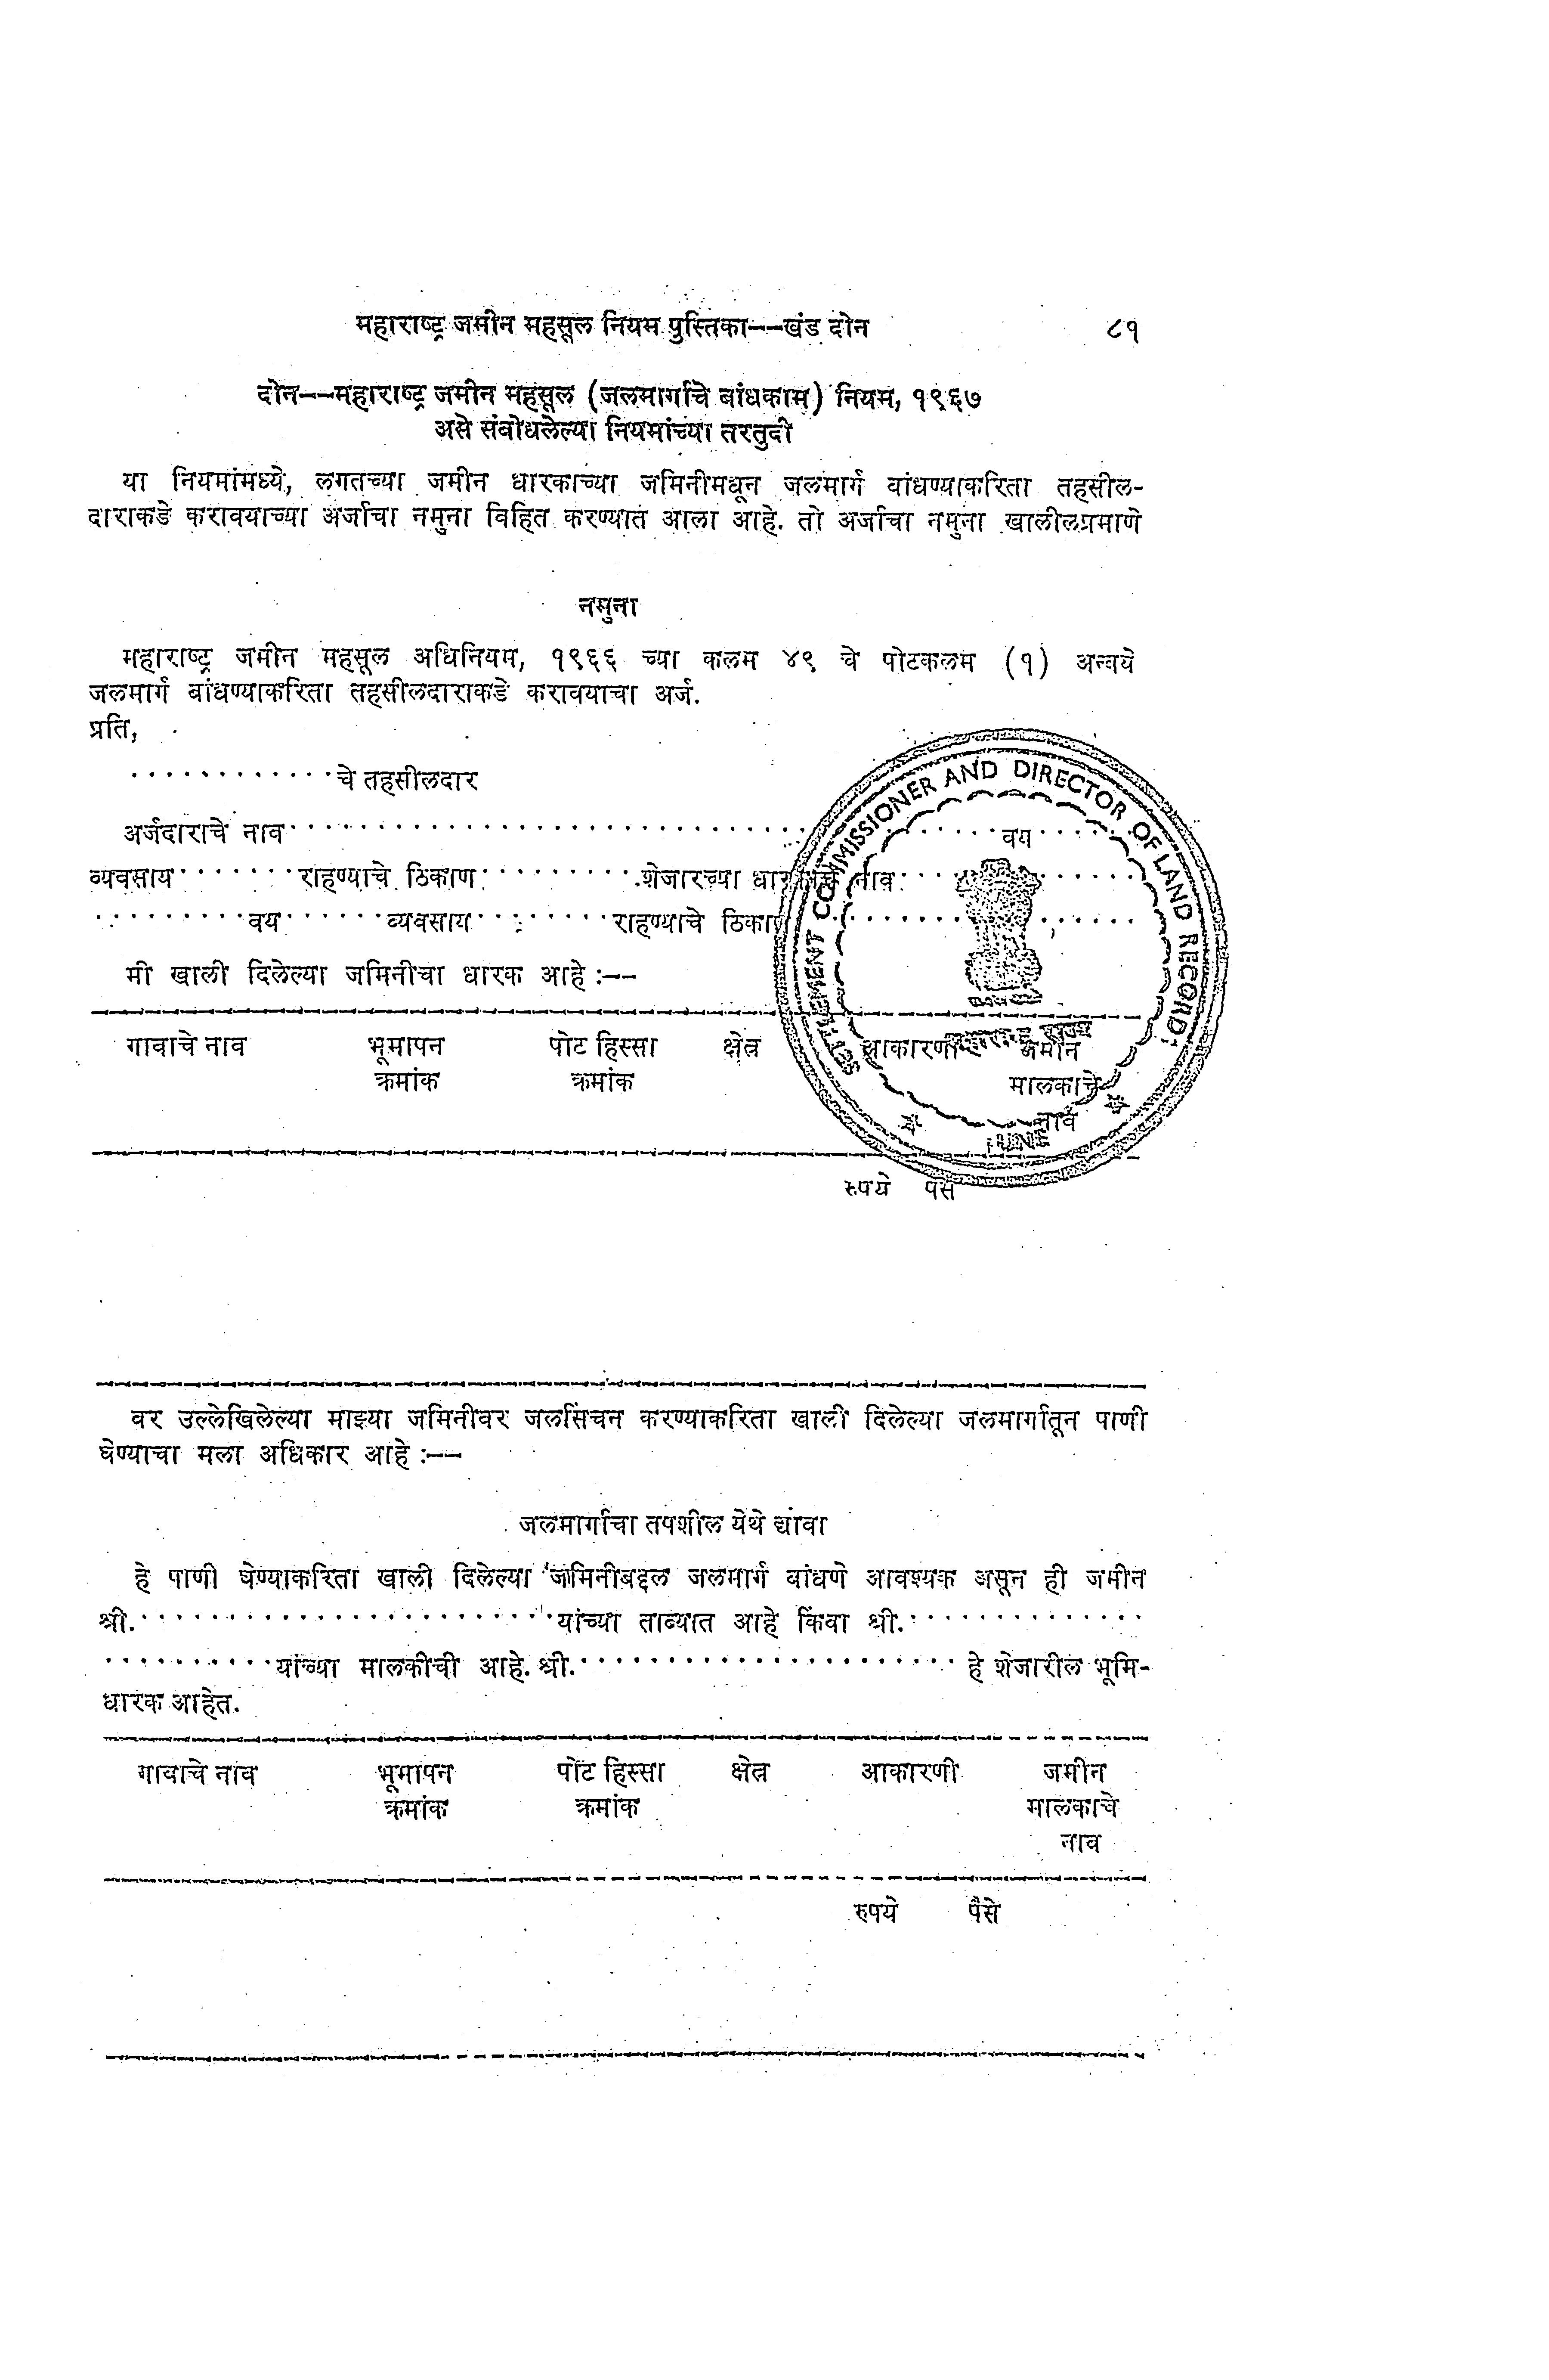 महाराष्ट्र जमीन महसूल नियम पुस्तिका--खंड दोन ८१
दोन--महाराष्ट्र जमीन महसूल (जलमार्गाचे बांधकाम) नियम, १९६७
असे संबोधलेल्या नियमांच्या तरतुदी
या नियमांमध्ये, लगतच्या जमीन धारकाच्या जमिनीमधून जलमार्ग बांधण्याकरिता तहसील-
दाराकडे करावयाच्या अर्जाचा नमुना विहित करण्यात आला आहे. तो अर्जाचा नमुना खालीलप्रमाणे
नमुना
महाराष्ट्र जमीन महसूल अधिनियम, १९६६ च्या कलम ४९ चे पोटकलम (१) अन्वये
जलमार्ग बांधण्याकरिता तहसीलदाराकडे करावयाचा अर्ज.
प्रति,
............चे तहसीलदार
अर्जदाराचे नाव.......................................वय.....
व्यवसाय.......राहण्याचे ठिकाण..........शेजारच्या धारकाचे नाव..............
.........वय......व्यवसाय........राहण्याचे ठिकाण..................
मी खाली दिलेल्या जमिनीचा धारक आहे :--
गावाचे नाव भूमापन पोट हिस्सा क्षेत्र आकारणी जमीन
क्रमांक क्रमांक मालकाचे
नाव
रुपये पैसे
SETTLEMENT COMMISSIONER AND DIRECTOR OF LAND RECORD
महाराष्ट्र राज्य
PUNE
वर उल्लेखिलेल्या माझ्या जमिनीवर जलसिंचन करण्याकरिता खाली दिलेल्या जलमार्गातून पाणी
घेण्याचा मला अधिकार आहे :--
जलमार्गाचा तपशील येथे द्यावा
हे पाणी घेण्याकरिता खाली दिलेल्या जमिनीबद्दल जलमार्ग बांधणे आवश्यक असून ही जमीन
श्री.........................यांच्या ताब्यात आहे किंवा श्री...............
..........यांच्या मालकीची आहे. श्री.......................हे शेजारील भूमि-
धारक आहेत.
गावाचे नाव भूमापन पोट हिस्सा क्षेत्र आकारणी जमीन
क्रमांक क्रमांक मालकाचे
नाव
रुपये पैसे